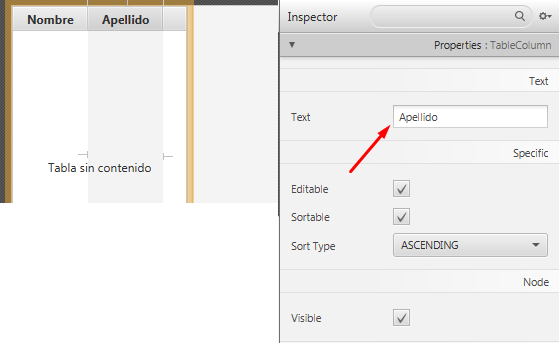 Nombre Apellido
Tabla sin contenido
Inspector
Properties : TableColumn
Text
Text Apellido
Specific
Editable
Sortable
Sort Type ASCENDING
Node
Visible